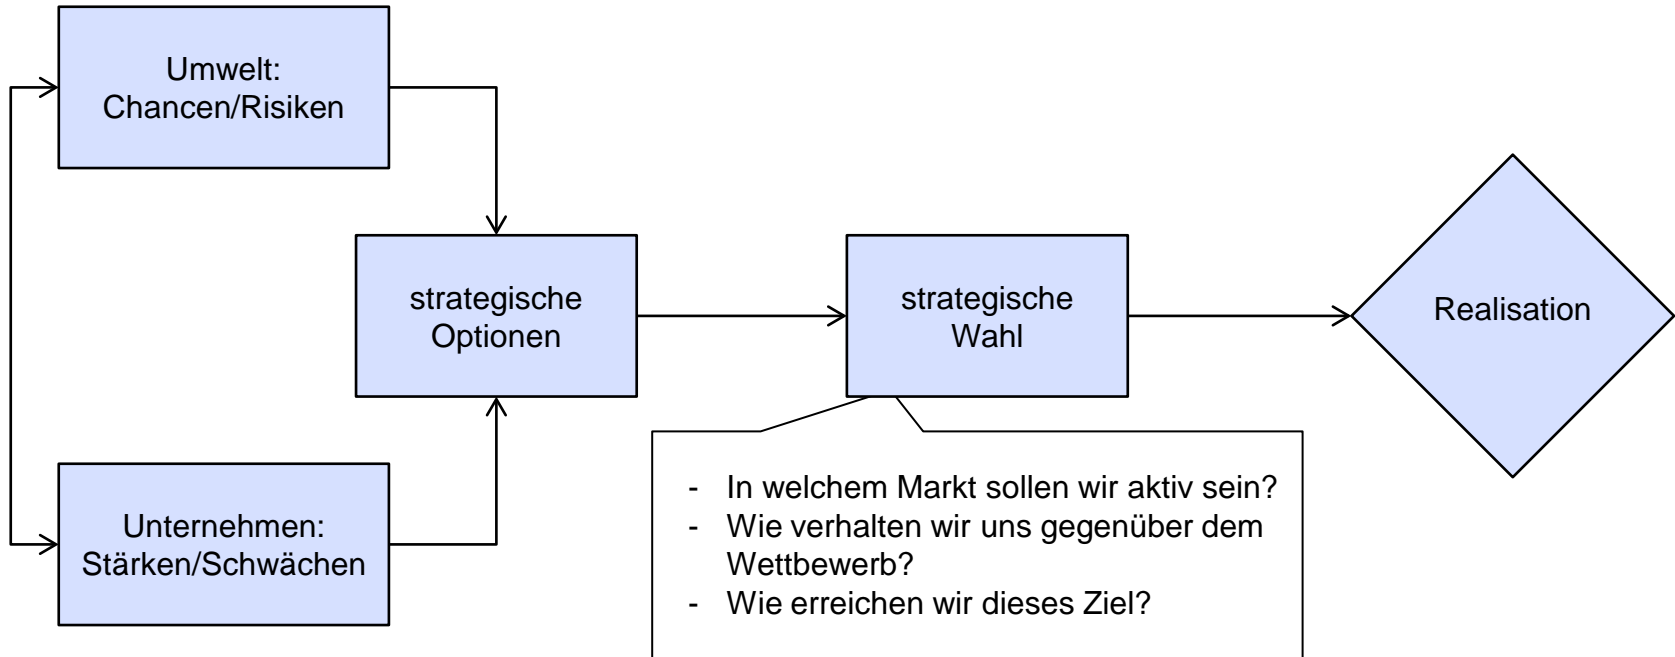 Umwelt:
Chancen/Risiken
strategische
Optionen
strategische
Wahl
Realisation
Unternehmen:
Stärken/Schwächen
- In welchem Markt sollen wir aktiv sein?
- Wie verhalten wir uns gegenüber dem
Wettbewerb?
- Wie erreichen wir dieses Ziel?